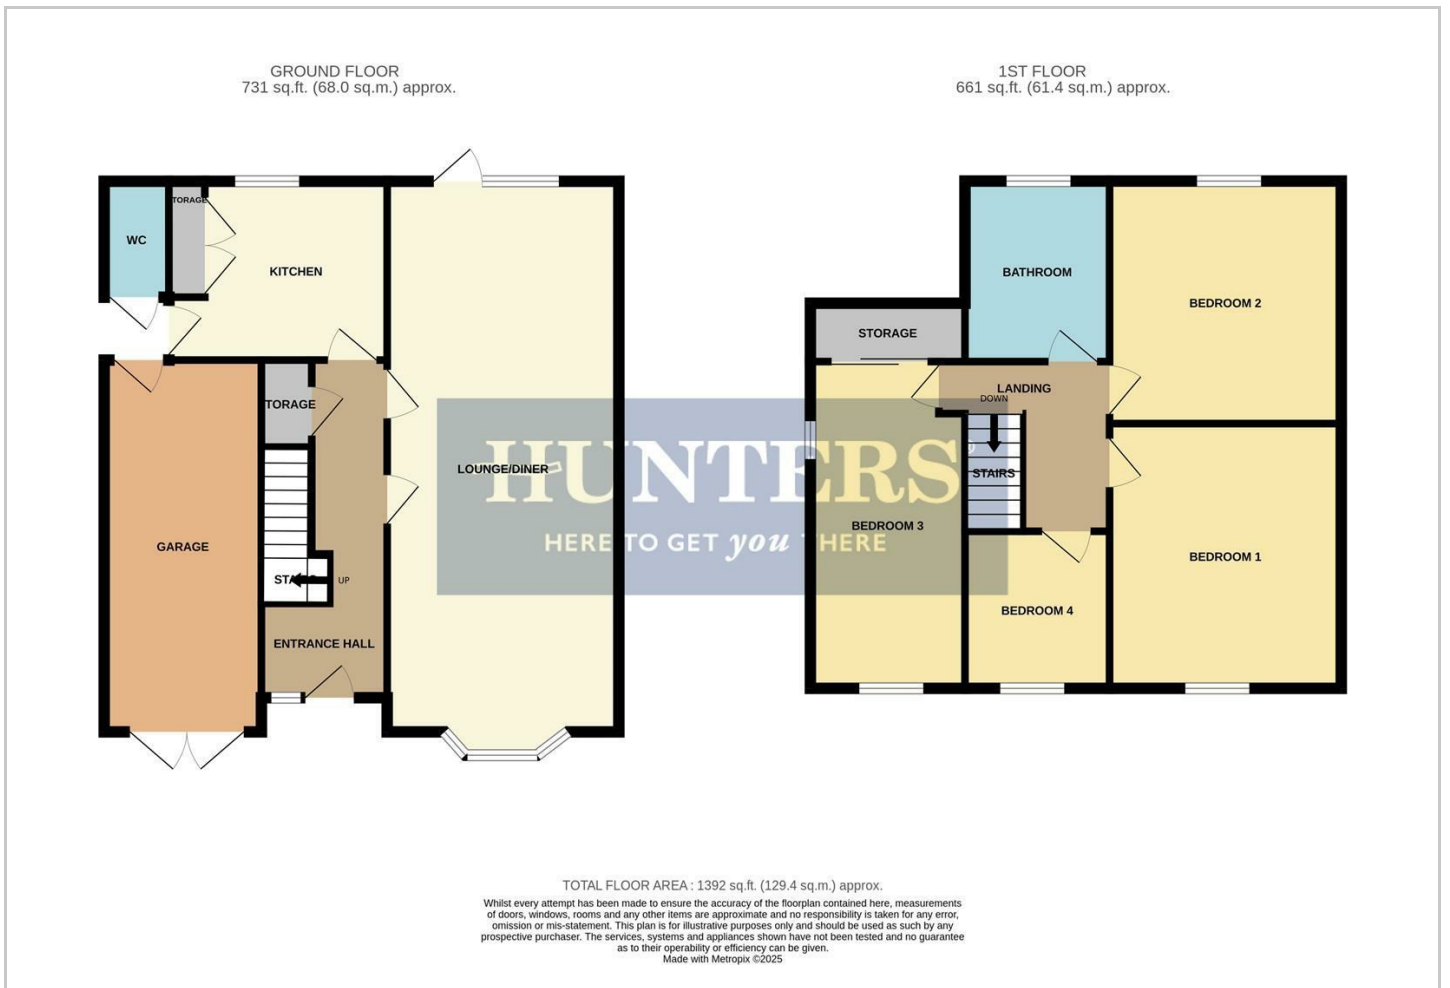 GROUND FLOOR
731 sq.ft. (68.0 sq.m.) approx.
WC
TORAGE
KITCHEN
TORAGE
LOUNGE/DINER
GARAGE
UP
ENTRANCE HALL
1ST FLOOR
661 sq.ft. (61.4 sq.m.) approx.
BATHROOM
BEDROOM 2
STORAGE
LANDING
DOWN
STAIRS
BEDROOM 3
BEDROOM 1
BEDROOM 4
HUNTERS®
HERE TO GET you THERE
TOTAL FLOOR AREA : 1392 sq.ft. (129.4 sq.m.) approx.
Whilst every attempt has been made to ensure the accuracy of the floorplan contained here, measurements
of doors, windows, rooms and any other items are approximate and no responsibility is taken for any error,
omission or mis-statement. This plan is for illustrative purposes only and should be used as such by any
prospective purchaser. The services, systems and appliances shown have not been tested and no guarantee
as to their operability or efficiency can be given.
Made with Metropix ©2025